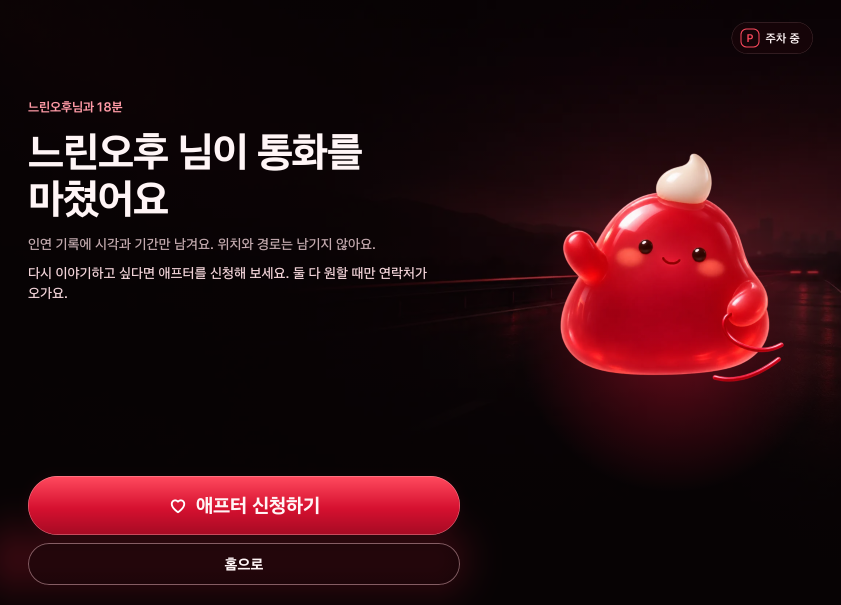 P 주차 중
느린오후님과 18분
느린오후 님이 통화를
마쳤어요
인연 기록에 시각과 기간만 남겨요. 위치와 경로는 남기지 않아요.
다시 이야기하고 싶다면 애프터를 신청해 보세요. 둘 다 원할 때만 연락처가
오가요.
애프터 신청하기
홈으로